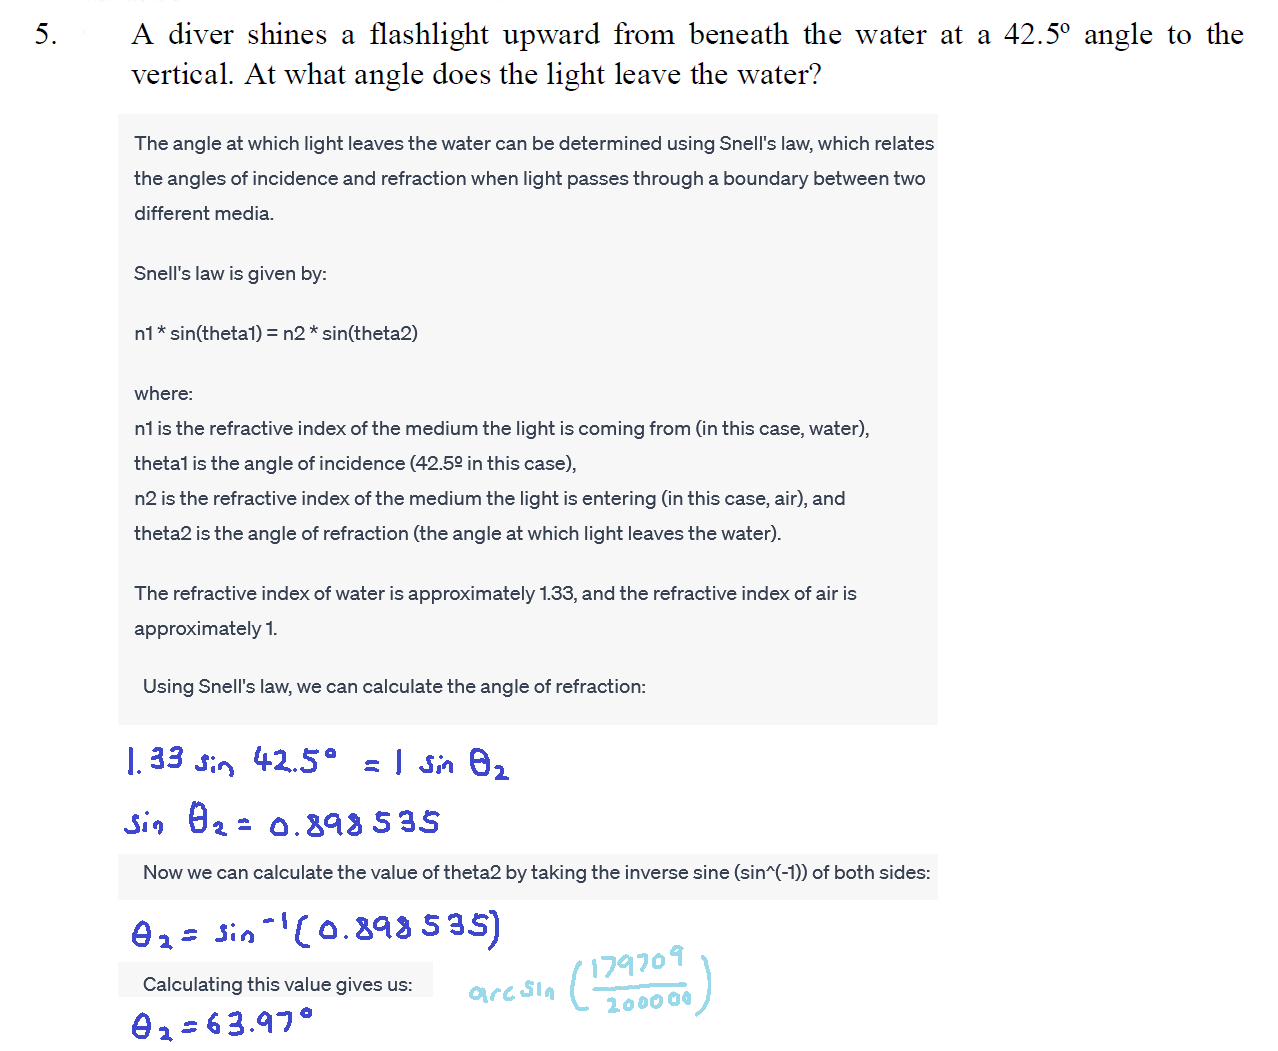 5. A diver shines a flashlight upward from beneath the water at a 42.5º angle to the
vertical. At what angle does the light leave the water?
The angle at which light leaves the water can be determined using Snell's law, which relates
the angles of incidence and refraction when light passes through a boundary between two
different media.
Snell's law is given by:
n1 * sin(theta1) = n2 * sin(theta2)
where:
n1 is the refractive index of the medium the light is coming from (in this case, water),
theta1 is the angle of incidence (42.5º in this case),
n2 is the refractive index of the medium the light is entering (in this case, air), and
theta2 is the angle of refraction (the angle at which light leaves the water).
The refractive index of water is approximately 1.33, and the refractive index of air is
approximately 1.
Using Snell's law, we can calculate the angle of refraction:
1.33 sin 42.5° = 1 sin θ₂
sin θ₂ = 0.898535
Now we can calculate the value of theta2 by taking the inverse sine (sin^(-1)) of both sides:
θ₂ = sin⁻¹(0.898535)
Calculating this value gives us:
arcsin (179709/200000)
θ₂ = 63.97°